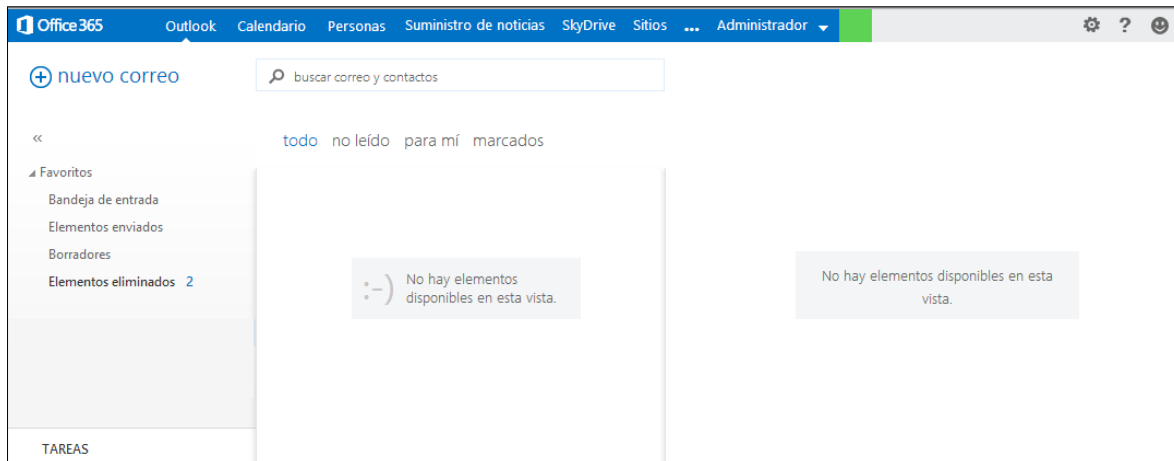 Office 365 Outlook Calendario Personas Suministro de noticias SkyDrive Sitios ... Administrador ?
nuevo correo
buscar correo y contactos
«
todo no leído para mí marcados
Favoritos
Bandeja de entrada
Elementos enviados
Borradores
Elementos eliminados 2
:-) No hay elementos
disponibles en esta vista.
No hay elementos disponibles en esta
vista.
TAREAS